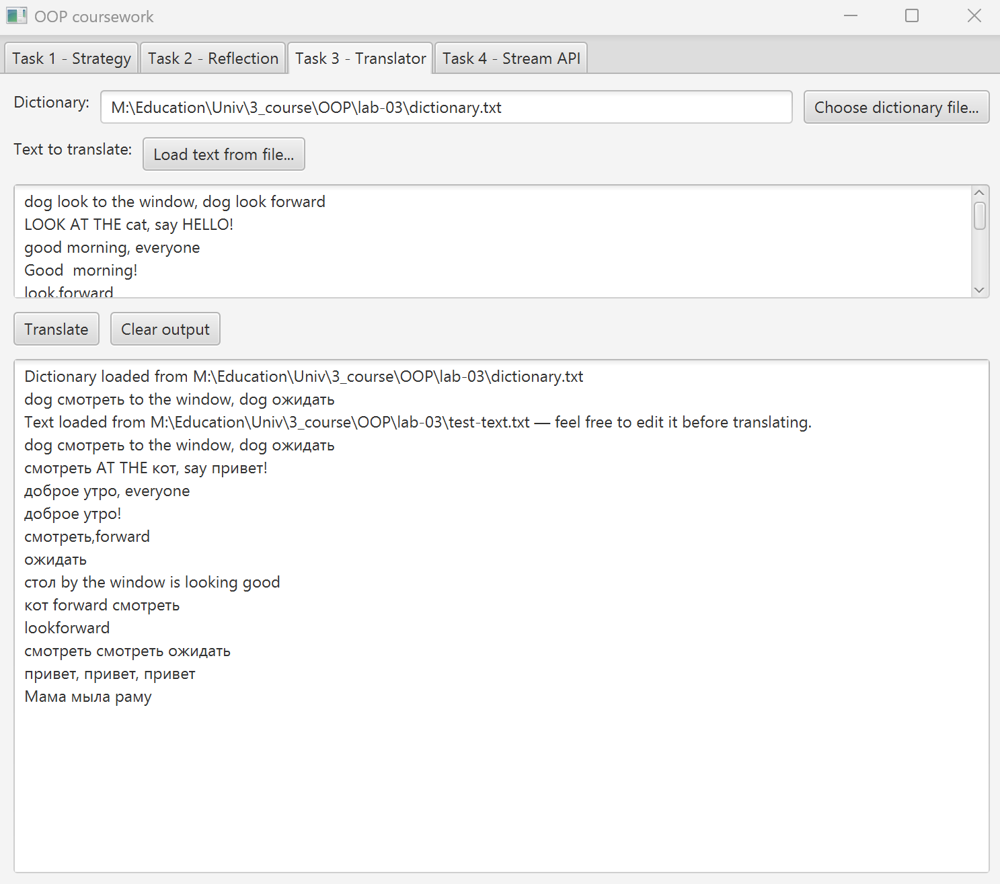 OOP coursework
Task 1 - Strategy Task 2 - Reflection Task 3 - Translator Task 4 - Stream API
Dictionary: M:\Education\Univ\3_course\OOP\lab-03\dictionary.txt Choose dictionary file...
Text to translate: Load text from file...
dog look to the window, dog look forward
LOOK AT THE cat, say HELLO!
good morning, everyone
Good  morning!
look,forward
Translate Clear output
Dictionary loaded from M:\Education\Univ\3_course\OOP\lab-03\dictionary.txt
dog смотреть to the window, dog ожидать
Text loaded from M:\Education\Univ\3_course\OOP\lab-03\test-text.txt — feel free to edit it before translating.
dog смотреть to the window, dog ожидать
смотреть AT THE кот, say привет!
доброе утро, everyone
доброе утро!
смотреть,forward
ожидать
стол by the window is looking good
кот forward смотреть
lookforward
смотреть смотреть ожидать
привет, привет, привет
Мама мыла раму